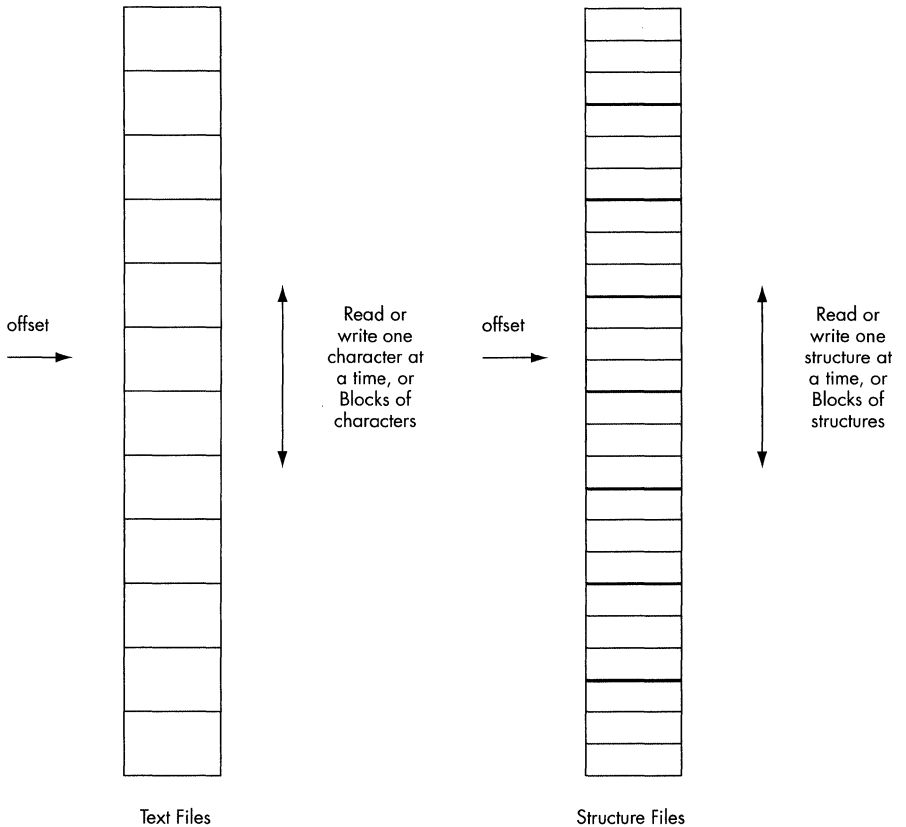 offset
Read or
write one
character at
a time, or
Blocks of
characters
offset
Read or
write one
structure at
a time, or
Blocks of
structures
Text Files
Structure Files